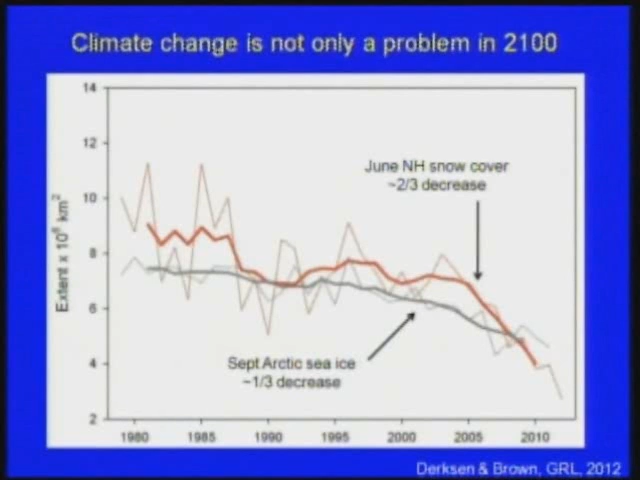 Climate change is not only a problem in 2100
14
12
10
8
6
4
2
Extent x 10⁶ km²
June NH snow cover
~2/3 decrease
Sept Arctic sea ice
~1/3 decrease
1980 1985 1990 1995 2000 2005 2010
Derksen & Brown, GRL, 2012